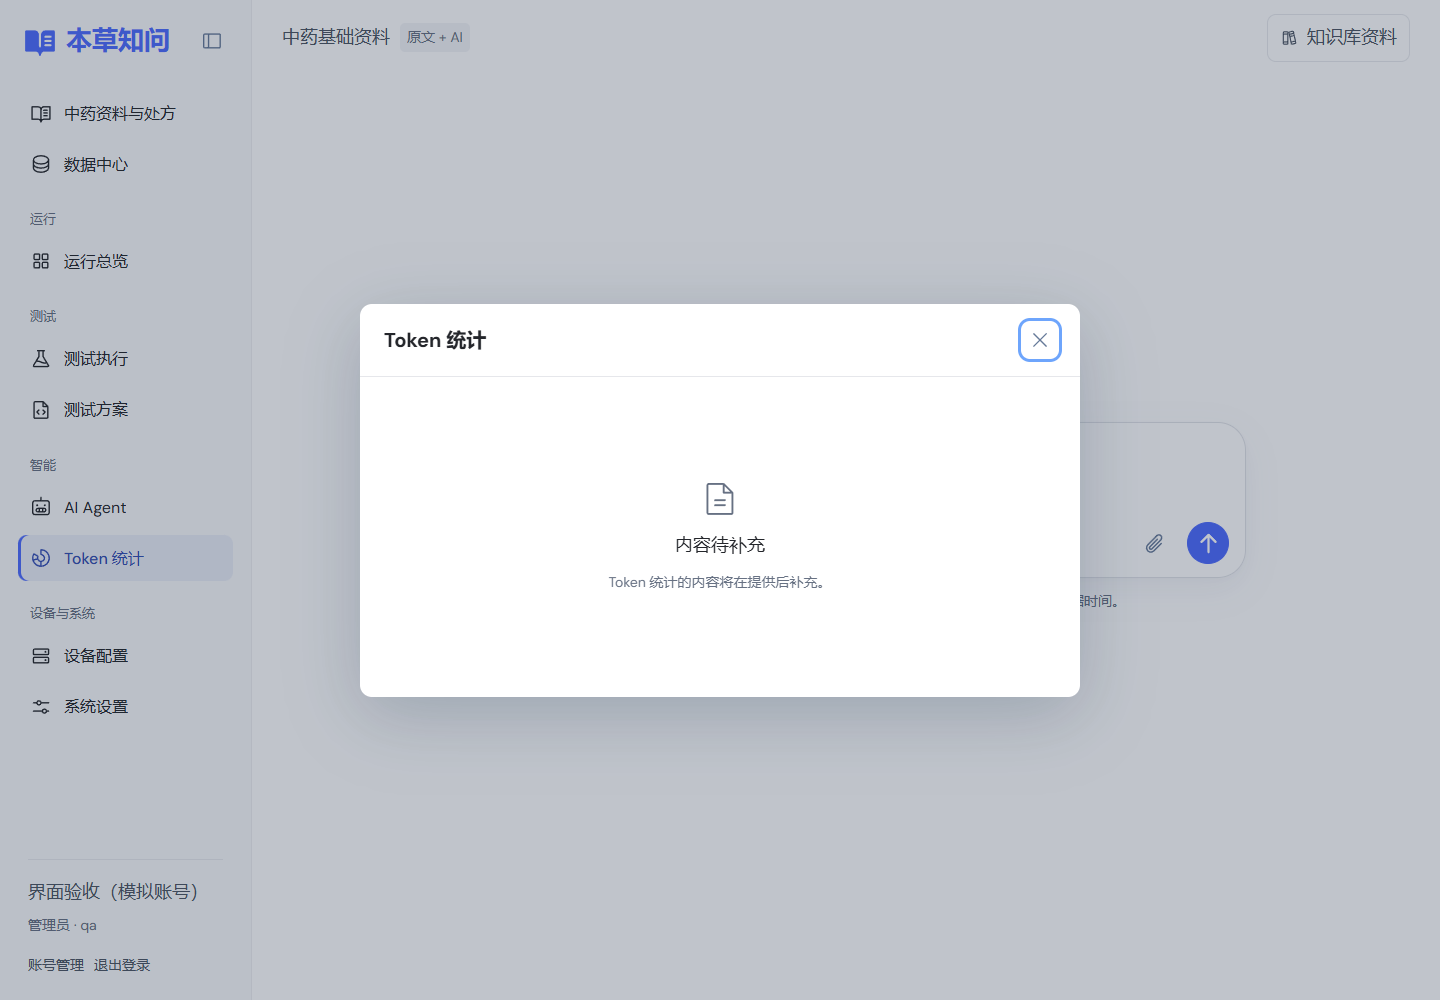 本草知问
中药资料与处方
数据中心
运行
运行总览
测试
测试执行
测试方案
智能
AI Agent
Token 统计
设备与系统
设备配置
系统设置
界面验收（模拟账号）
管理员 · qa
账号管理 退出登录
中药基础资料 原文 + AI
知识库资料
Token 统计
内容待补充
Token 统计的内容将在提供后补充。
时间。